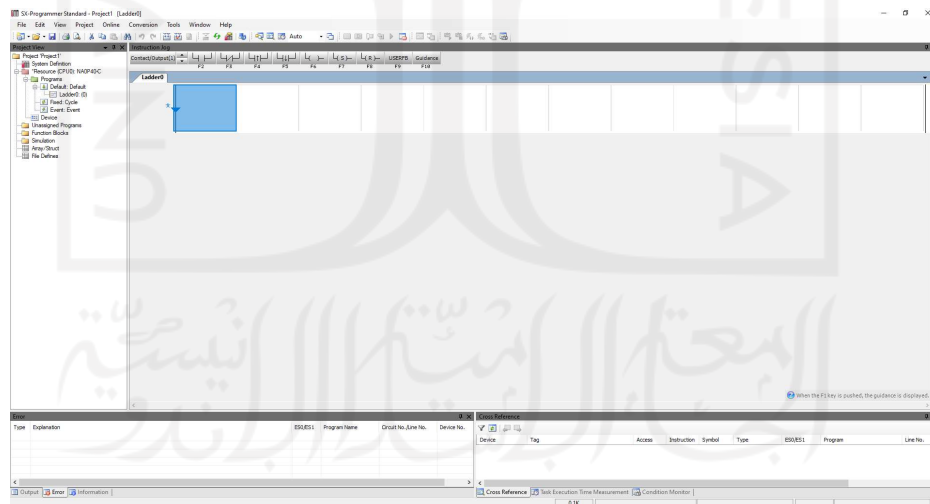 SX-Programmer Standard - Project1 [Ladder0]
File Edit View Project Online Conversion Tools Window Help
Auto
Project View
Instruction Jog
Project 'Project1'
System Definition
*Resource (CPU0): NA0P40-C
Programs
Default: Default
Ladder0: (0)
Fixed: Cycle
Event: Event
Device
Unassigned Programs
Function Blocks
Simulation
Array/Struct
File Defines
Contact/Output(1)
USERFB Guidance
F2 F3 F4 F5 F6 F7 F8 F9 F10
Ladder0
When the F1 key is pushed, the guidance is displayed.
Error
Type Explanation ES0/ES1 Program Name Circuit No./Line No. Device No.
Output Error Information
Cross Reference
Device Tag Access Instruction Symbol Type ES0/ES1 Program Line No.
Cross Reference Task Execution Time Measurement Condition Monitor
0.1K